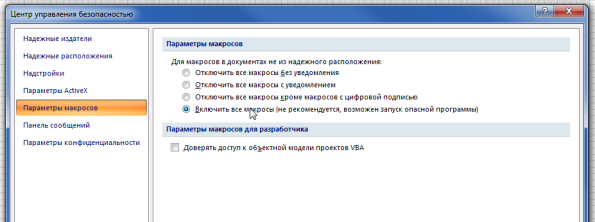 Центр управления безопасностью
Надежные издатели
Надежные расположения
Надстройки
Параметры ActiveX
Параметры макросов
Панель сообщений
Параметры конфиденциальности
Параметры макросов
Для макросов в документах не из надежного расположения:
Отключить все макросы без уведомления
Отключить все макросы с уведомлением
Отключить все макросы кроме макросов с цифровой подписью
Включить все макросы (не рекомендуется, возможен запуск опасной программы)
Параметры макросов для разработчика
Доверять доступ к объектной модели проектов VBA